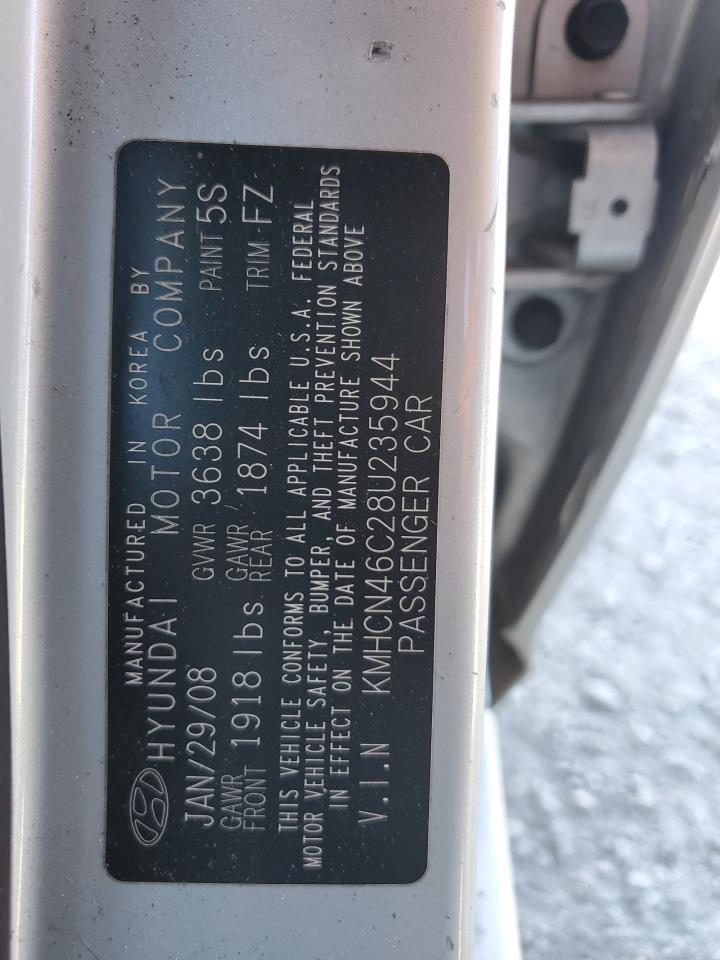 MANUFACTURED IN KOREA BY
HYUNDAI MOTOR COMPANY
JAN/29/08 GVWR 3638 lbs PAINT 5S
GAWR FRONT 1918 lbs GAWR REAR 1874 lbs TRIM FZ
THIS VEHICLE CONFORMS TO ALL APPLICABLE U.S.A. FEDERAL
MOTOR VEHICLE SAFETY, BUMPER, AND THEFT PREVENTION STANDARDS
IN EFFECT ON THE DATE OF MANUFACTURE SHOWN ABOVE
V.I.N KMHCN46C28U235944
PASSENGER CAR